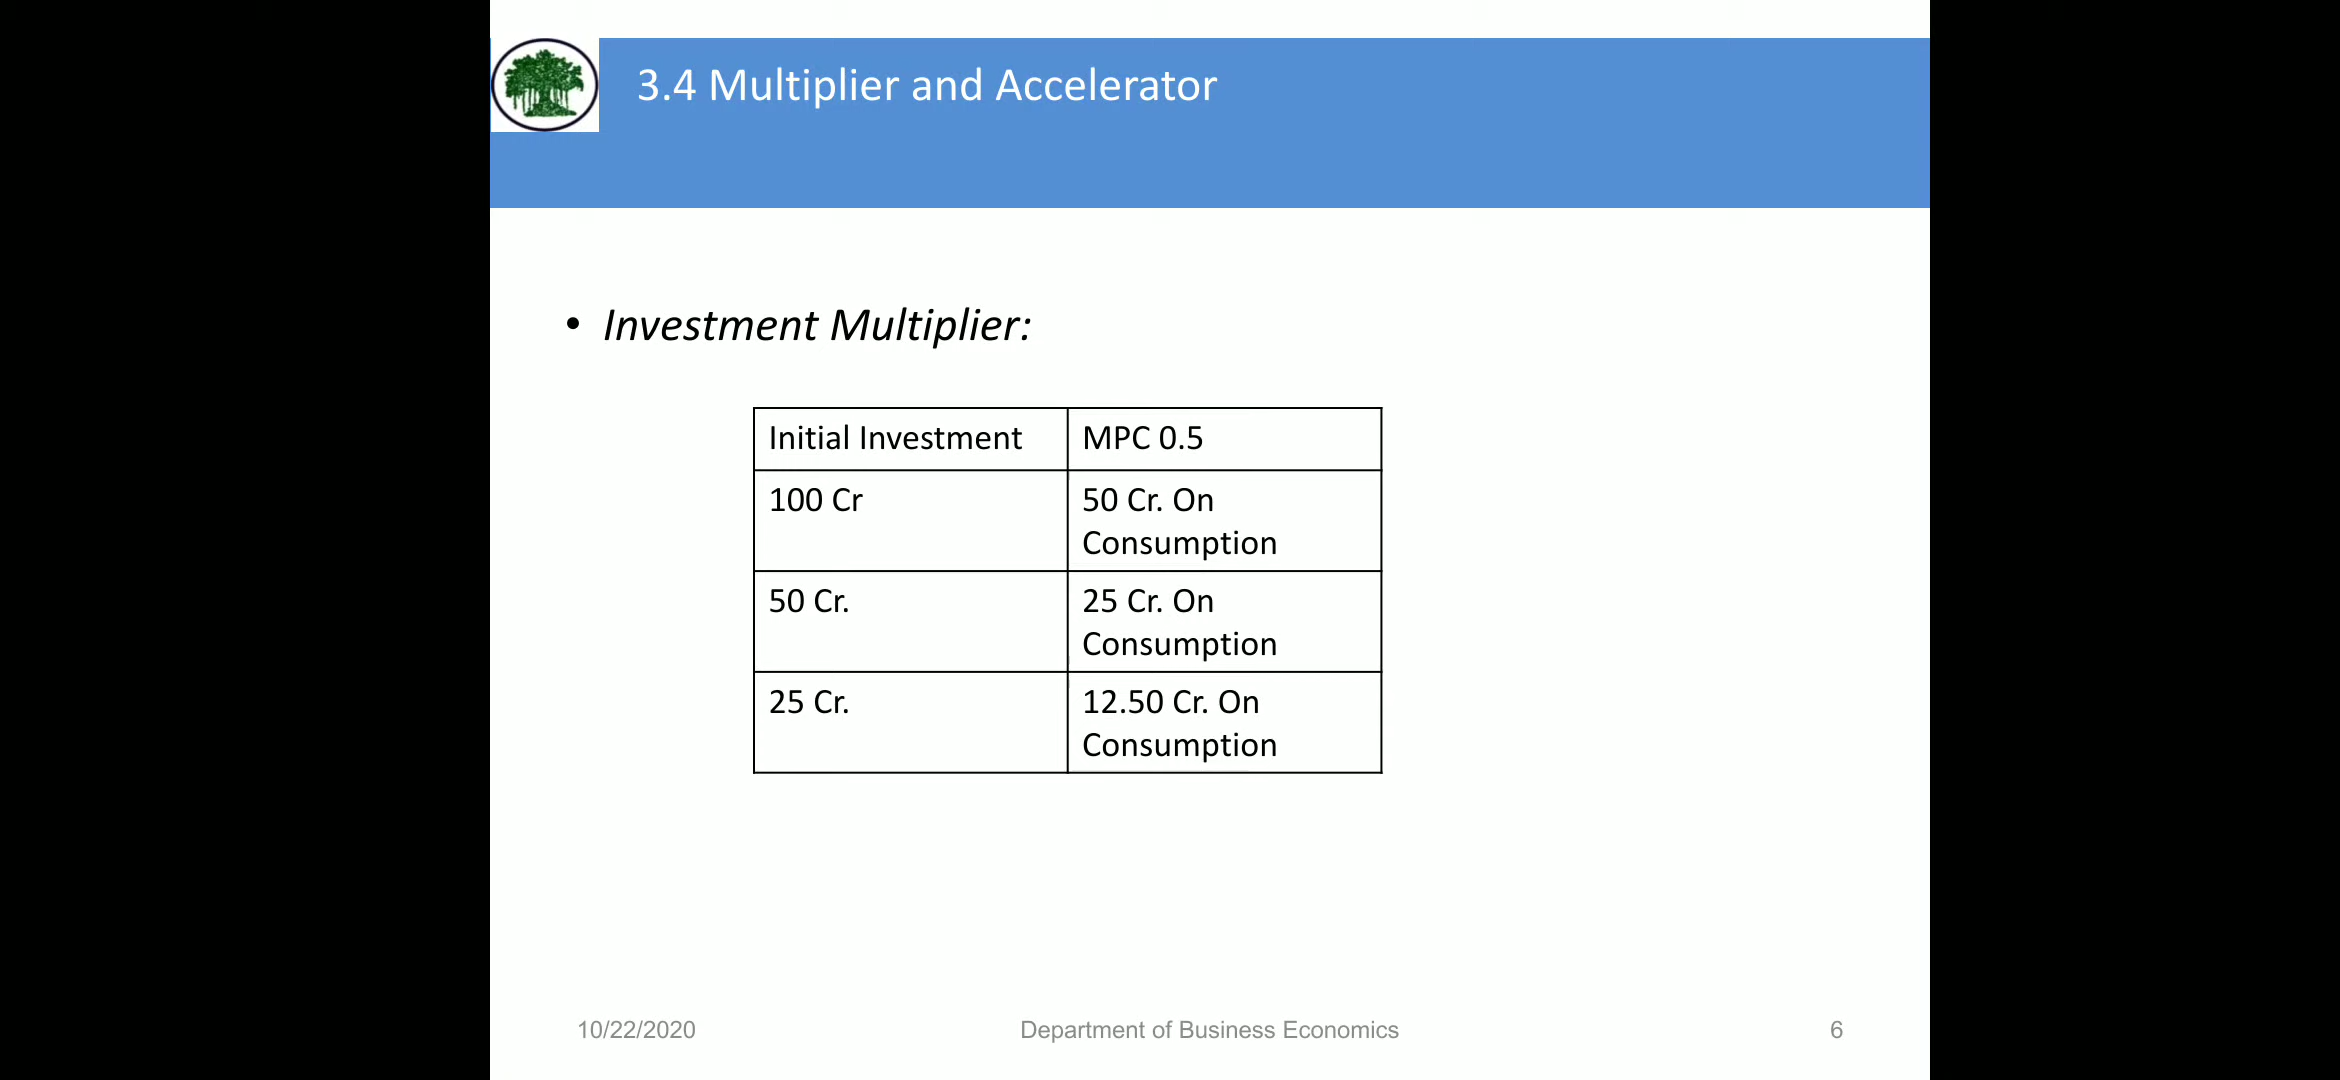 3.4 Multiplier and Accelerator
• Investment Multiplier:
Initial Investment
MPC 0.5
100 Cr
50 Cr. On
Consumption
50 Cr.
25 Cr. On
Consumption
25 Cr.
12.50 Cr. On
Consumption
10/22/2020
Department of Business Economics
6